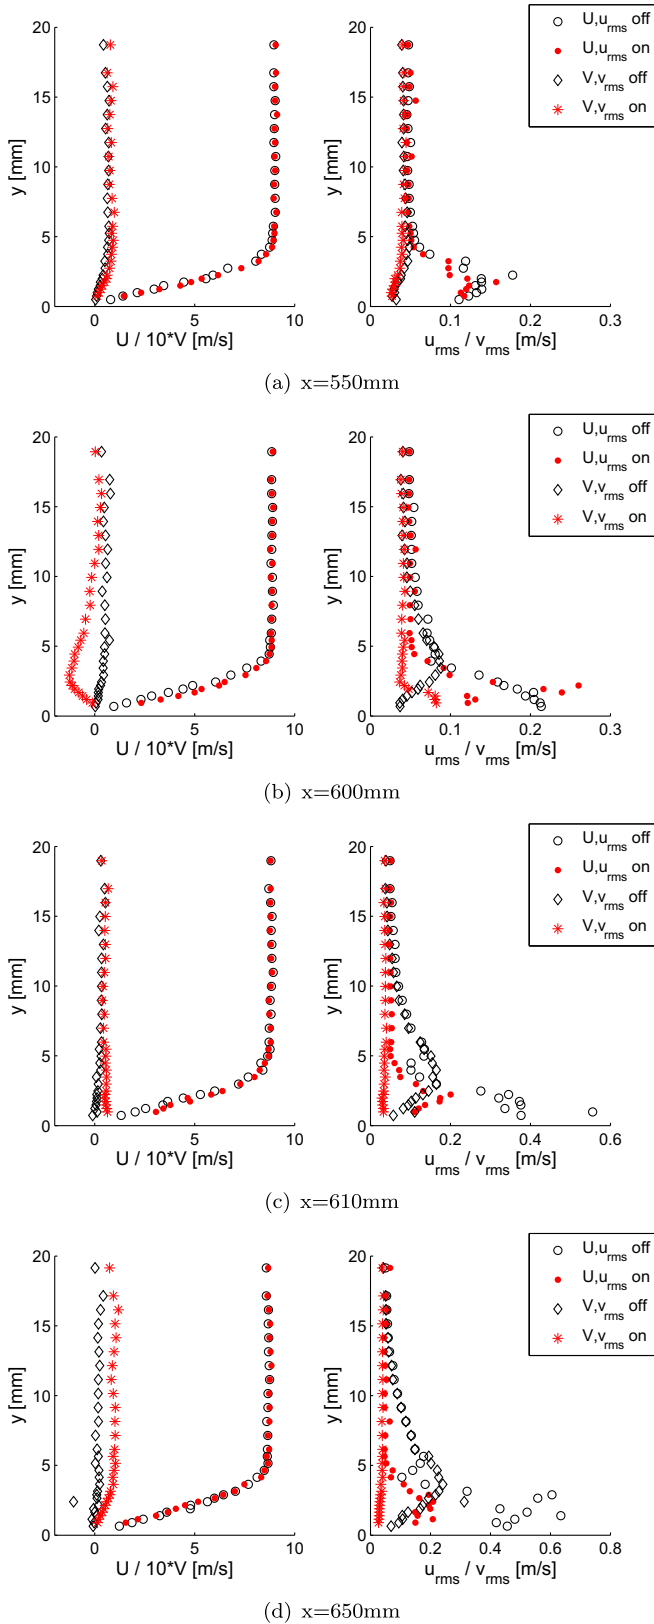 20
15
10
5
0
y [mm]
0
5
10
U / 10*V [m/s]
20
15
10
5
0
y [mm]
0
0.1
0.2
0.3
u_rms / v_rms [m/s]
U,u_rms off
U,u_rms on
V,v_rms off
V,v_rms on
(a) x=550mm
20
15
10
5
0
y [mm]
0
5
10
U / 10*V [m/s]
20
15
10
5
0
y [mm]
0
0.1
0.2
0.3
u_rms / v_rms [m/s]
U,u_rms off
U,u_rms on
V,v_rms off
V,v_rms on
(b) x=600mm
20
15
10
5
0
y [mm]
0
5
10
U / 10*V [m/s]
20
15
10
5
0
y [mm]
0
0.2
0.4
0.6
u_rms / v_rms [m/s]
U,u_rms off
U,u_rms on
V,v_rms off
V,v_rms on
(c) x=610mm
20
15
10
5
0
y [mm]
0
5
10
U / 10*V [m/s]
20
15
10
5
0
y [mm]
0
0.2
0.4
0.6
0.8
u_rms / v_rms [m/s]
U,u_rms off
U,u_rms on
V,v_rms off
V,v_rms on
(d) x=650mm